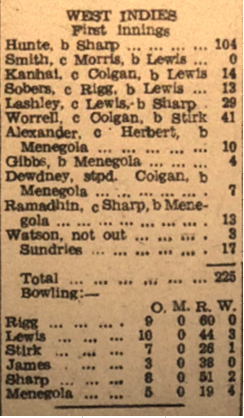 WEST INDIES
First innings
Hunte, b Sharp ... ... ... ... 104
Smith, c Morris, b Lewis ... 0
Kanhai, c Colgan, b Lewis 14
Sobers, c Rigg, b Lewis ... 13
Lashley, c Lewis, b Sharp . 29
Worrell, c Colgan, b Stirk 41
Alexander, c Herbert, b
Menegola ... ... ... ... ... 10
Gibbs, b Menegola ... ... ... 4
Dewdney, stpd. Colgan, b
Menegola ... ... ... ... ... 7
Ramadhin, c Sharp, b Mene-
gola ... ... ... ... ... ... 13
Watson, not out ... ... ... ... 3
Sundries ... ... ... ... ... 17
Total ... ... ... ... ... ... 225
Bowling:—
O. M. R. W.
Rigg ... ... ... 9 0 60 0
Lewis ... ... ... 10 0 44 3
Stirk ... ... ... 7 0 26 1
James ... ... ... 3 0 38 0
Sharp ... ... ... 8 0 51 2
Menegola ... ... 5 0 19 4